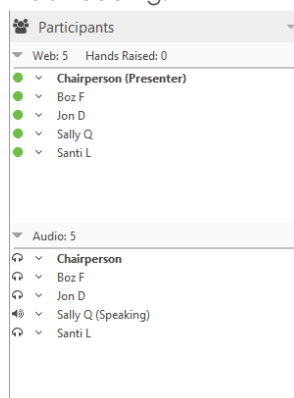 Participants
Web: 5 Hands Raised: 0
Chairperson (Presenter)
Boz F
Jon D
Sally Q
Santi L
Audio: 5
Chairperson
Boz F
Jon D
Sally Q (Speaking)
Santi L